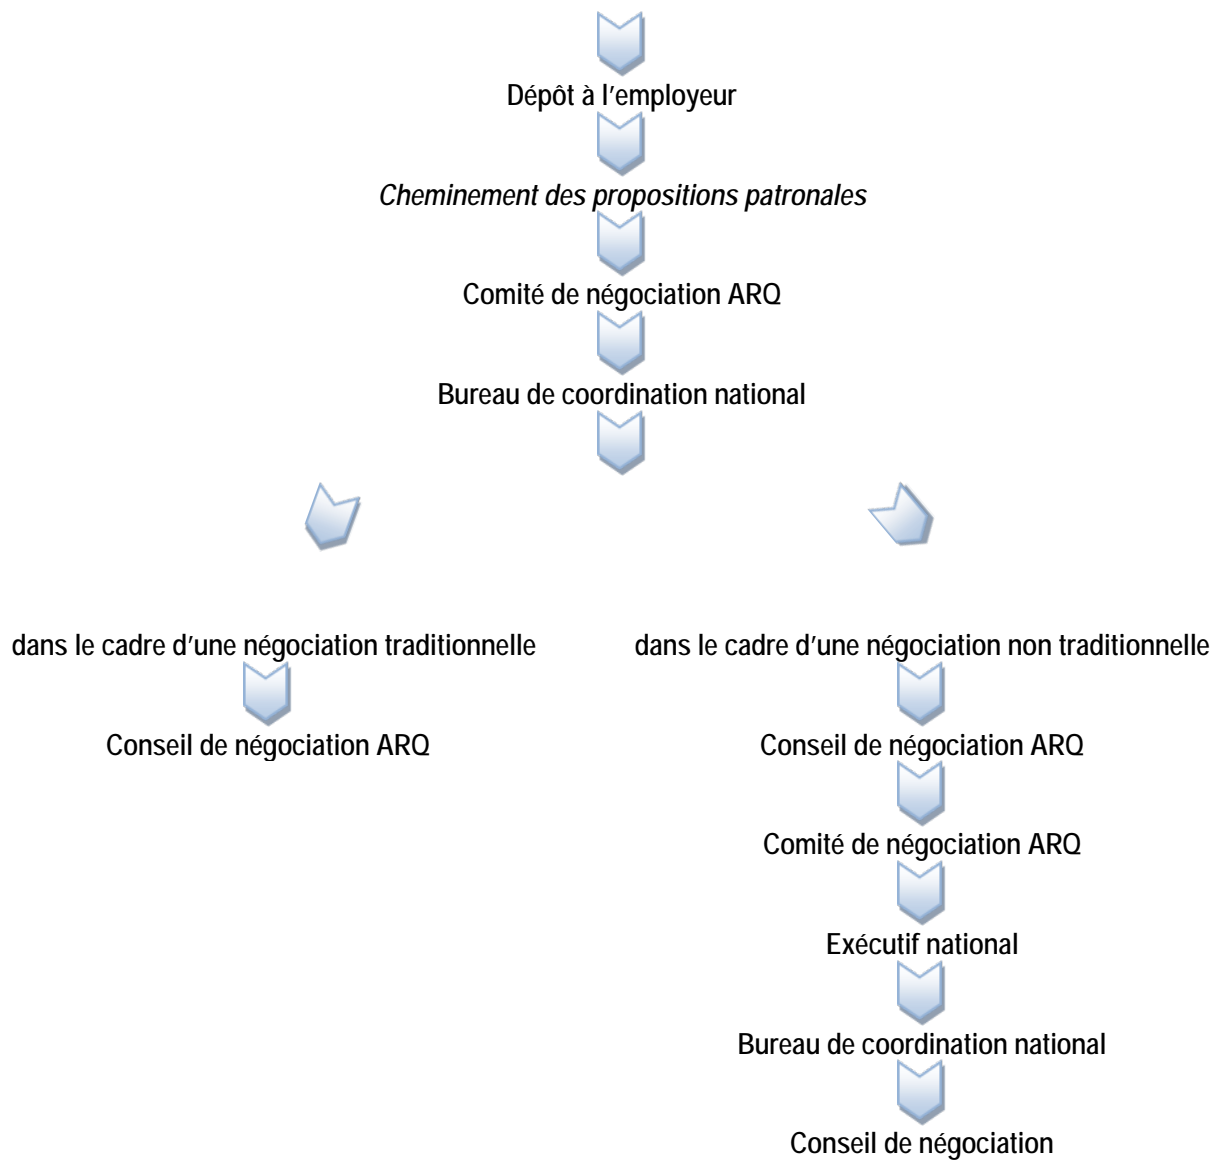 Dépôt à l'employeur
Cheminement des propositions patronales
Comité de négociation ARQ
Bureau de coordination national
dans le cadre d'une négociation traditionnelle
dans le cadre d'une négociation non traditionnelle
Conseil de négociation ARQ
Conseil de négociation ARQ
Comité de négociation ARQ
Exécutif national
Bureau de coordination national
Conseil de négociation